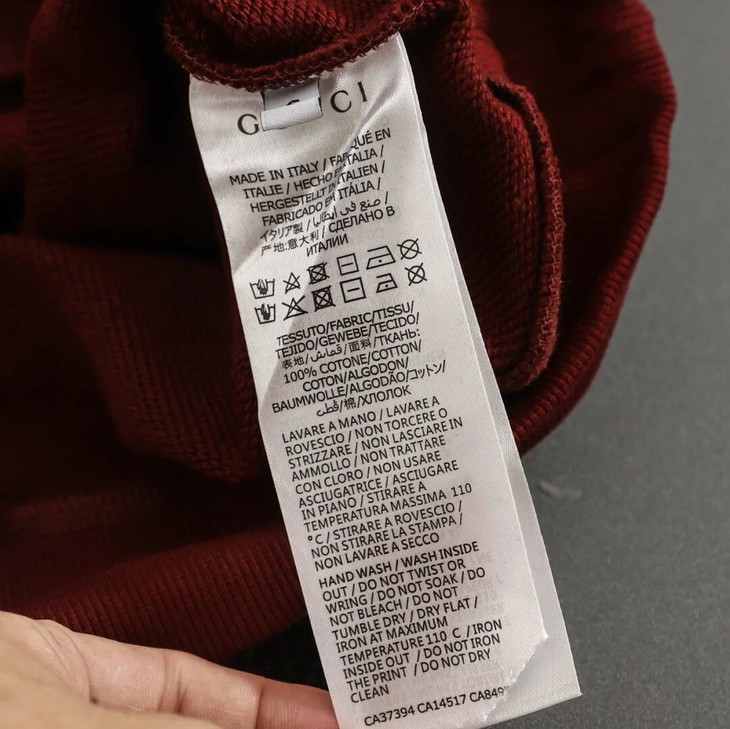 GUCCI
MADE IN ITALY / FABRIQUÉ EN
ITALIE / HECHO EN ITALIA /
HERGESTELLT IN ITALIEN /
FABRICADO EM ITÁLIA /
イタリア製 / صنع في ايطاليا /
产地:意大利 / СДЕЛАНО В
ИТАЛИИ
TESSUTO/FABRIC/TISSU/
TEJIDO/GEWEBE/TECIDO/
表地/قماش/面料/ТКАНЬ:
100% COTONE/COTTON/
COTON/ALGODON/
BAUMWOLLE/ALGODÃO/コットン/
قطن/棉/ХЛОПОК
LAVARE A MANO / LAVARE A
ROVESCIO / NON TORCERE O
STRIZZARE / NON LASCIARE IN
AMMOLLO / NON TRATTARE
CON CLORO / NON USARE
ASCIUGATRICE / ASCIUGARE
IN PIANO / STIRARE A
TEMPERATURA MASSIMA 110
°C / STIRARE A ROVESCIO /
NON STIRARE LA STAMPA /
NON LAVARE A SECCO
HAND WASH / WASH INSIDE
OUT / DO NOT TWIST OR
WRING / DO NOT SOAK / DO
NOT BLEACH / DO NOT
TUMBLE DRY / DRY FLAT /
IRON AT MAXIMUM
TEMPERATURE 110 C / IRON
INSIDE OUT / DO NOT IRON
THE PRINT / DO NOT DRY
CLEAN
CA37394 CA14517